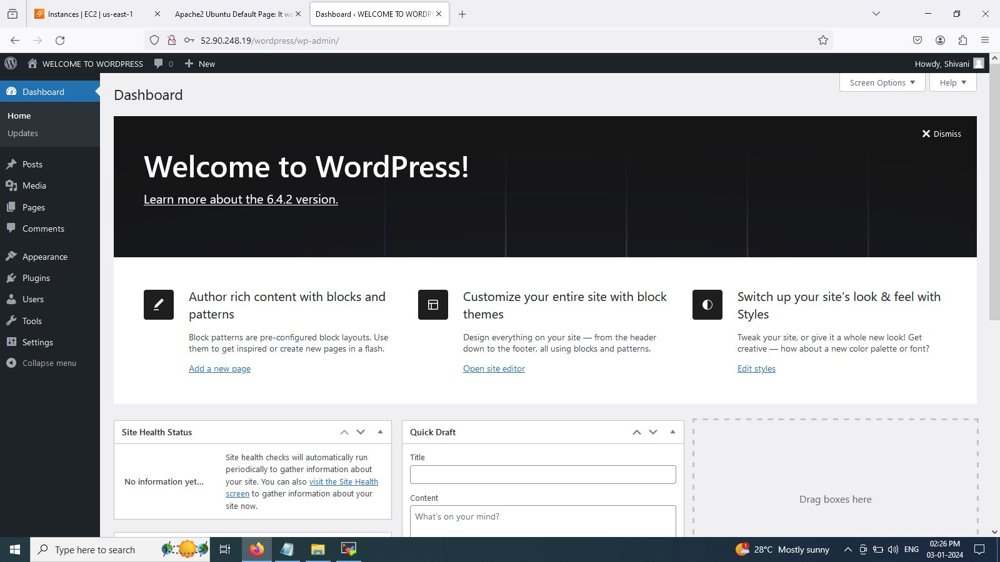 Instances | EC2 | us-east-1
Apache2 Ubuntu Default Page: It wo
Dashboard ‹ WELCOME TO WORDP
52.90.248.19/wordpress/wp-admin/
WELCOME TO WORDPRESS
0
New
Howdy, Shivani
Screen Options
Help
Dashboard
Home
Updates
Posts
Media
Pages
Comments
Appearance
Plugins
Users
Tools
Settings
Collapse menu
Dashboard
Dismiss
Welcome to WordPress!
Learn more about the 6.4.2 version.
Author rich content with blocks and
patterns
Block patterns are pre-configured block layouts. Use
them to get inspired or create new pages in a flash.
Add a new page
Customize your entire site with block
themes
Design everything on your site — from the header
down to the footer, all using blocks and patterns.
Open site editor
Switch up your site’s look & feel with
Styles
Tweak your site, or give it a whole new look! Get
creative — how about a new color palette or font?
Edit styles
Site Health Status
No information yet…
Site health checks will automatically run
periodically to gather information about
your site. You can also visit the Site Health
screen to gather information about your
site now.
Quick Draft
Title
Content
What’s on your mind?
Drag boxes here
Type here to search
1
28°C Mostly sunny
ENG
02:26 PM
03-01-2024